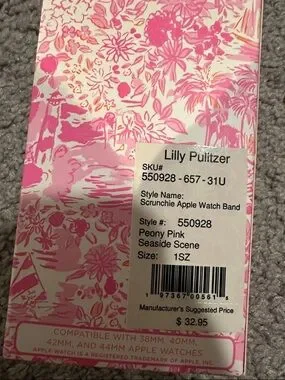 Lilly Pulitzer
SKU#
550928 - 657 - 31U
Style Name:
Scrunchie Apple Watch Band
Style #: 550928
Peony Pink
Seaside Scene
Size: 1SZ
97367 00561
Manufacturer's Suggested Price
$ 32.95
COMPATIBLE WITH 38MM, 40MM,
42MM, AND 44MM APPLE WATCHES
APPLE WATCH IS A REGISTERED TRADEMARK OF APPLE, INC.